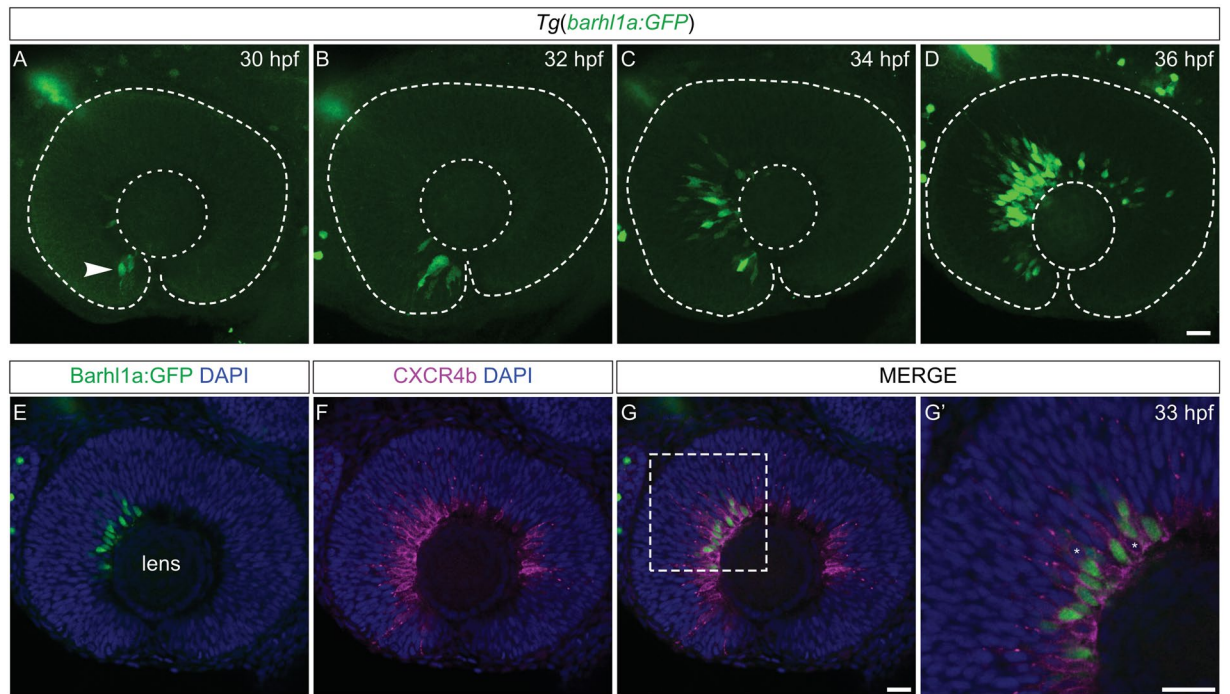 Tg(barhl1a:GFP)
A 30 hpf
B 32 hpf
C 34 hpf
D 36 hpf
Barhl1a:GFP DAPI
CXCR4b DAPI
MERGE
E
F
G
G’ 33 hpf
lens
*
*